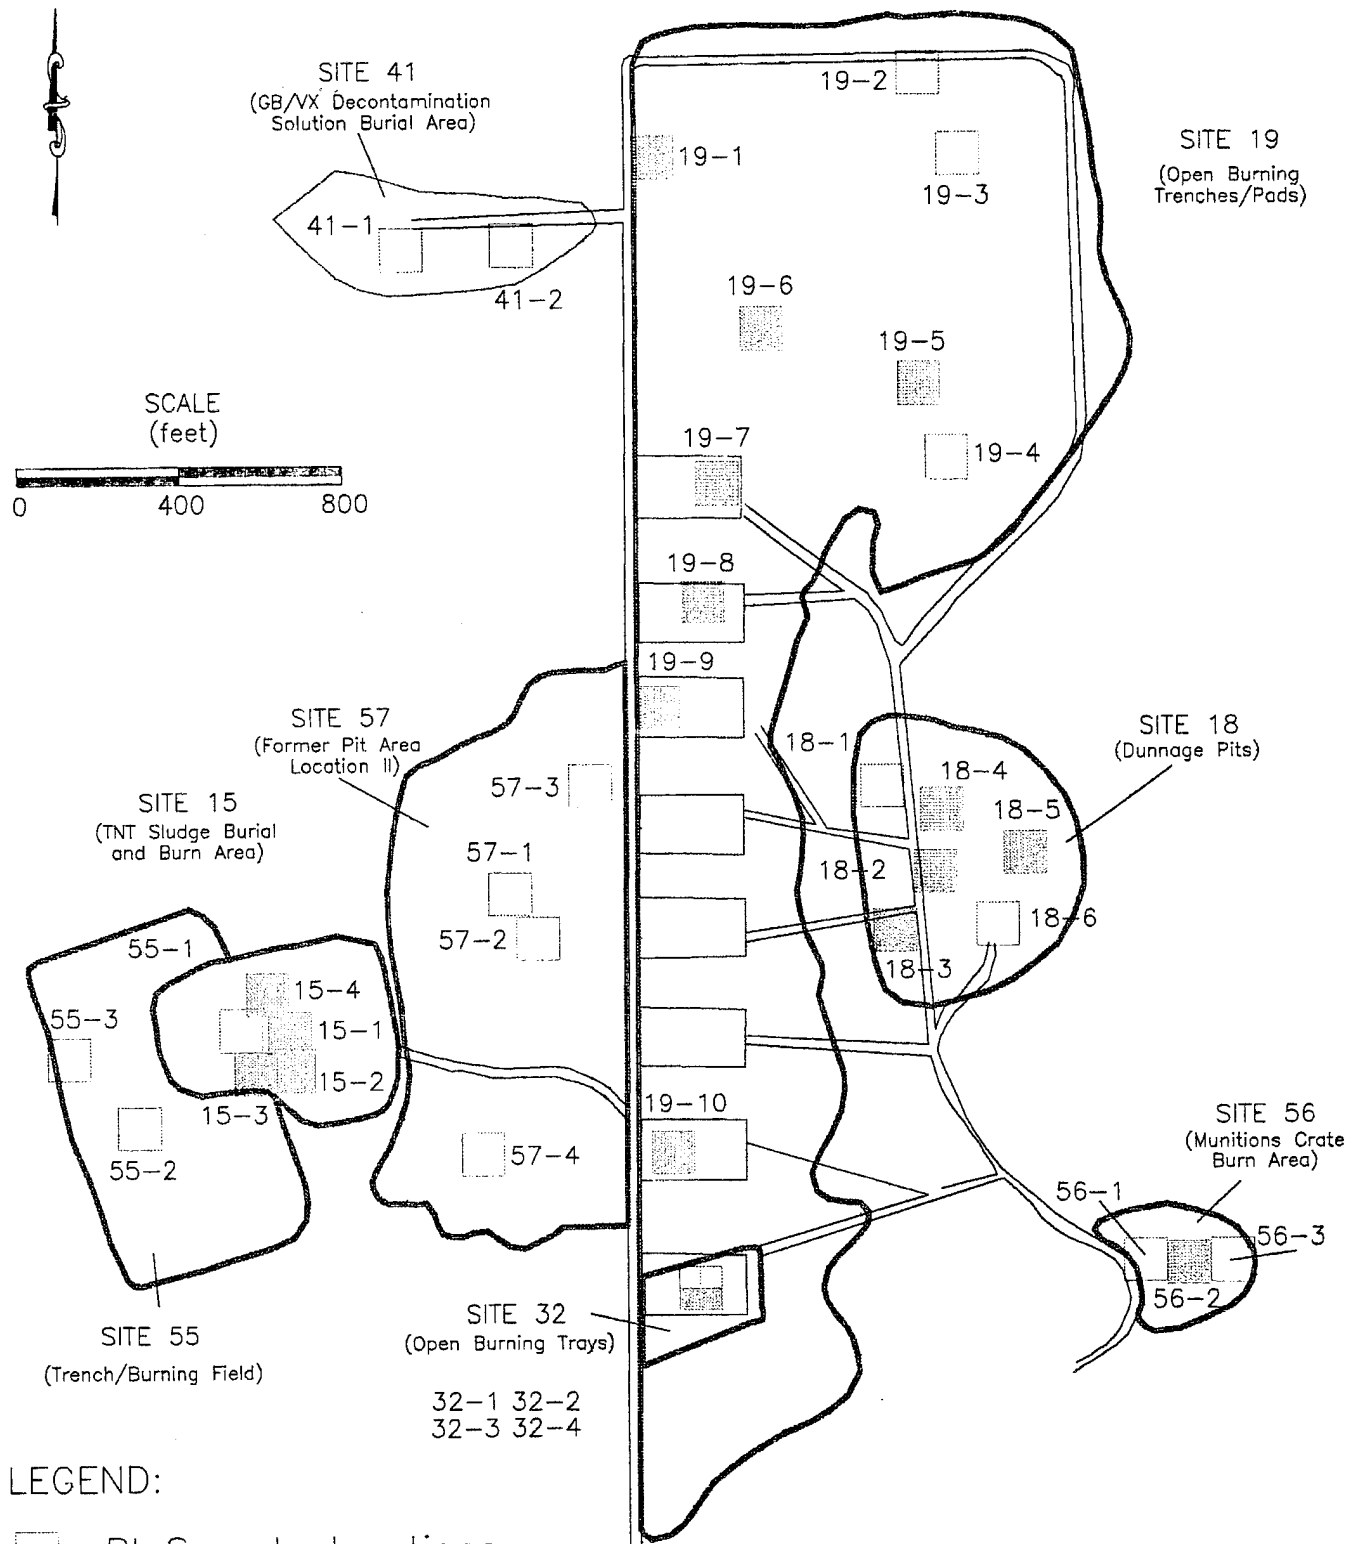 SITE 41
(GB/VX Decontamination
Solution Burial Area)
41-1
41-2
19-2
19-1
19-3
SITE 19
(Open Burning
Trenches/Pads)
19-6
19-5
19-7
19-4
SCALE
(feet)
0 400 800
19-8
19-9
SITE 57
(Former Pit Area
Location II)
57-3
57-1
57-2
57-4
SITE 18
(Dunnage Pits)
18-1
18-4
18-5
18-2
18-6
18-3
SITE 15
(TNT Sludge Burial
and Burn Area)
55-1
15-4
55-3
15-1
15-2
15-3
55-2
19-10
SITE 56
(Munitions Crate
Burn Area)
56-1
56-3
56-2
SITE 55
(Trench/Burning Field)
SITE 32
(Open Burning Trays)
32-1 32-2
32-3 32-4
LEGEND: